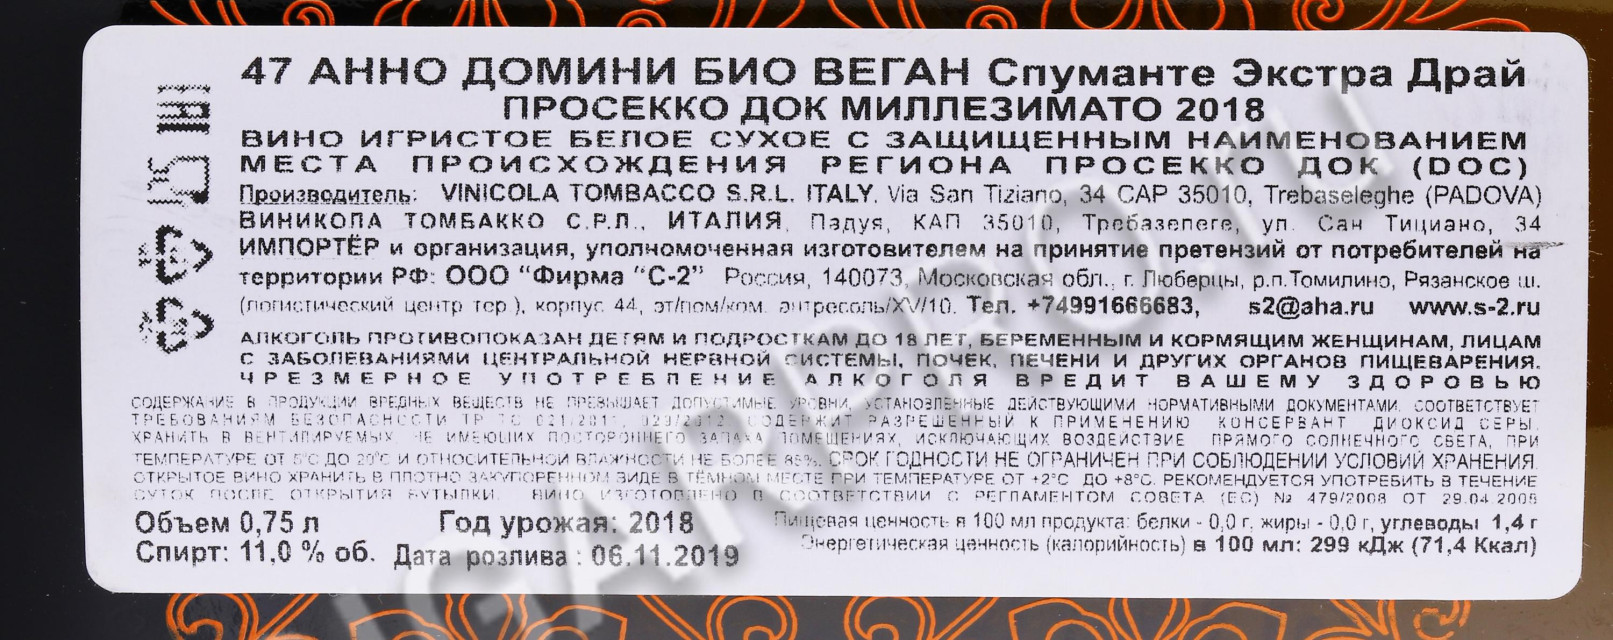 47 АННО ДОМИНИ БИО ВЕГАН Спуманте Экстра Драй
ПРОСЕККО ДОК МИЛЛЕЗИМАТО 2018
ВИНО ИГРИСТОЕ БЕЛОЕ СУХОЕ С ЗАЩИЩЕННЫМ НАИМЕНОВАНИЕМ
МЕСТА ПРОИСХОЖДЕНИЯ РЕГИОНА ПРОСЕККО ДОК (DOC)
Производитель: VINICOLA TOMBACCO S.R.L. ITALY. Via San Tiziano, 34 CAP 35010, Trebaseleghe (PADOVA)
ВИНИКОЛА ТОМБАККО С.Р.Л., ИТАЛИЯ, Падуя, КАП 35010, Требазелеге, ул. Сан Тициано, 34
ИМПОРТЁР и организация, уполномоченная изготовителем на принятие претензий от потребителей на
территории РФ: ООО "Фирма "С-2" Россия, 140073, Московская обл., г. Люберцы, р.п.Томилино, Рязанское ш.
(логистический центр тер.), корпус 44, эт/пом/ком. антресоль/XV/10. Тел. +74991666683, s2@aha.ru www.s-2.ru
АЛКОГОЛЬ ПРОТИВОПОКАЗАН ДЕТЯМ И ПОДРОСТКАМ ДО 18 ЛЕТ, БЕРЕМЕННЫМ И КОРМЯЩИМ ЖЕНЩИНАМ, ЛИЦАМ
С ЗАБОЛЕВАНИЯМИ ЦЕНТРАЛЬНОЙ НЕРВНОЙ СИСТЕМЫ, ПОЧЕК, ПЕЧЕНИ И ДРУГИХ ОРГАНОВ ПИЩЕВАРЕНИЯ.
ЧРЕЗМЕРНОЕ УПОТРЕБЛЕНИЕ АЛКОГОЛЯ ВРЕДИТ ВАШЕМУ ЗДОРОВЬЮ
СОДЕРЖАНИЕ В ПРОДУКЦИИ ВРЕДНЫХ ВЕЩЕСТВ НЕ ПРЕВЫШАЕТ ДОПУСТИМЫЕ УРОВНИ, УСТАНОВЛЕННЫЕ ДЕЙСТВУЮЩИМИ НОРМАТИВНЫМИ ДОКУМЕНТАМИ. СООТВЕТСТВУЕТ
ТРЕБОВАНИЯМ БЕЗОПАСНОСТИ ТР ТС 021/2011, 029/2012. СОДЕРЖИТ РАЗРЕШЕННЫЙ К ПРИМЕНЕНИЮ КОНСЕРВАНТ ДИОКСИД СЕРЫ.
ХРАНИТЬ В ВЕНТИЛИРУЕМЫХ, НЕ ИМЕЮЩИХ ПОСТОРОННЕГО ЗАПАХА ПОМЕЩЕНИЯХ, ИСКЛЮЧАЮЩИХ ВОЗДЕЙСТВИЕ ПРЯМОГО СОЛНЕЧНОГО СВЕТА, ПРИ
ТЕМПЕРАТУРЕ ОТ 5°С ДО 20°С И ОТНОСИТЕЛЬНОЙ ВЛАЖНОСТИ НЕ БОЛЕЕ 85%. СРОК ГОДНОСТИ НЕ ОГРАНИЧЕН ПРИ СОБЛЮДЕНИИ УСЛОВИЙ ХРАНЕНИЯ.
ОТКРЫТОЕ ВИНО ХРАНИТЬ В ПЛОТНО ЗАКУПОРЕННОМ ВИДЕ В ТЁМНОМ МЕСТЕ ПРИ ТЕМПЕРАТУРЕ ОТ +2°С ДО +8°С. РЕКОМЕНДУЕТСЯ УПОТРЕБИТЬ В ТЕЧЕНИЕ
СУТОК ПОСЛЕ ОТКРЫТИЯ БУТЫЛКИ. ВИНО ИЗГОТОВЛЕНО В СООТВЕТСТВИИ С РЕГЛАМЕНТОМ СОВЕТА (ЕС) № 479/2008 ОТ 29.04.2008
Объем 0,75 л Год урожая: 2018 Пищевая ценность в 100 мл продукта: белки - 0,0 г, жиры - 0,0 г, углеводы 1,4 г
Спирт: 11,0 % об. Дата розлива : 06.11.2019 Энергетическая ценность (калорийность) в 100 мл: 299 кДж (71,4 Ккал)